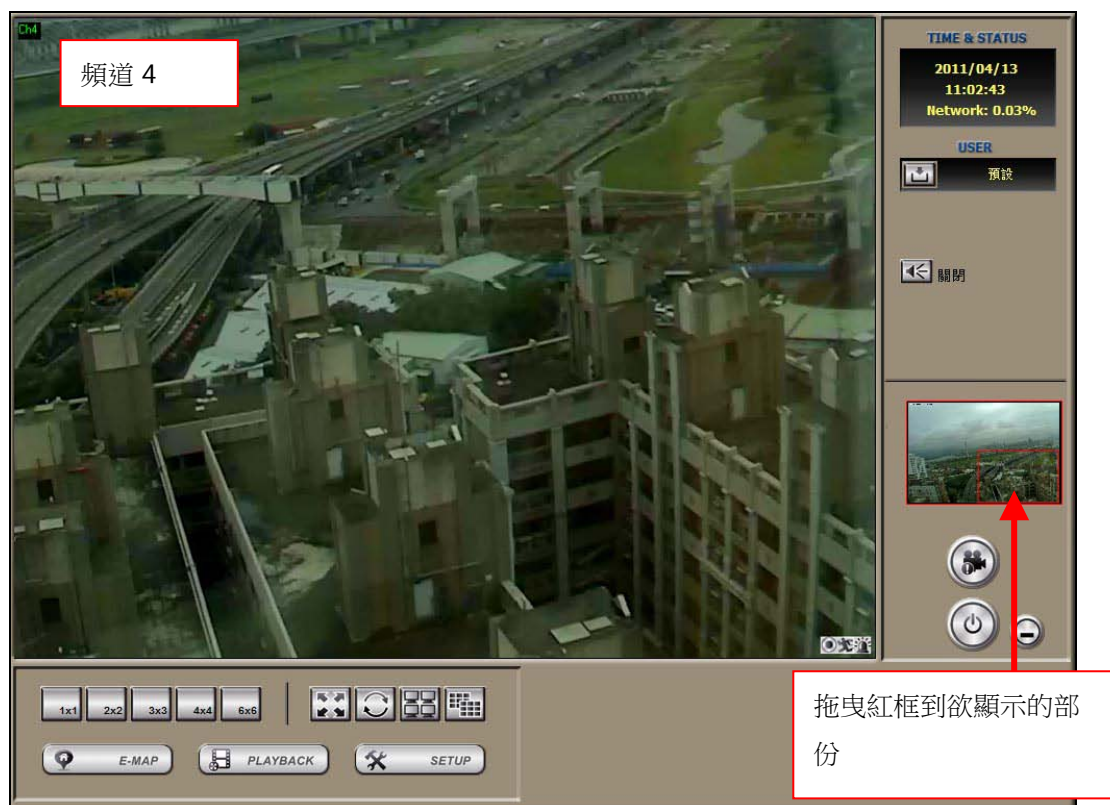 Ch4
頻道 4
TIME & STATUS
2011/04/13
11:02:43
Network: 0.03%
USER
預設
關閉
1x1
2x2
3x3
4x4
6x6
E-MAP
PLAYBACK
SETUP
拖曳紅框到欲顯示的部
份